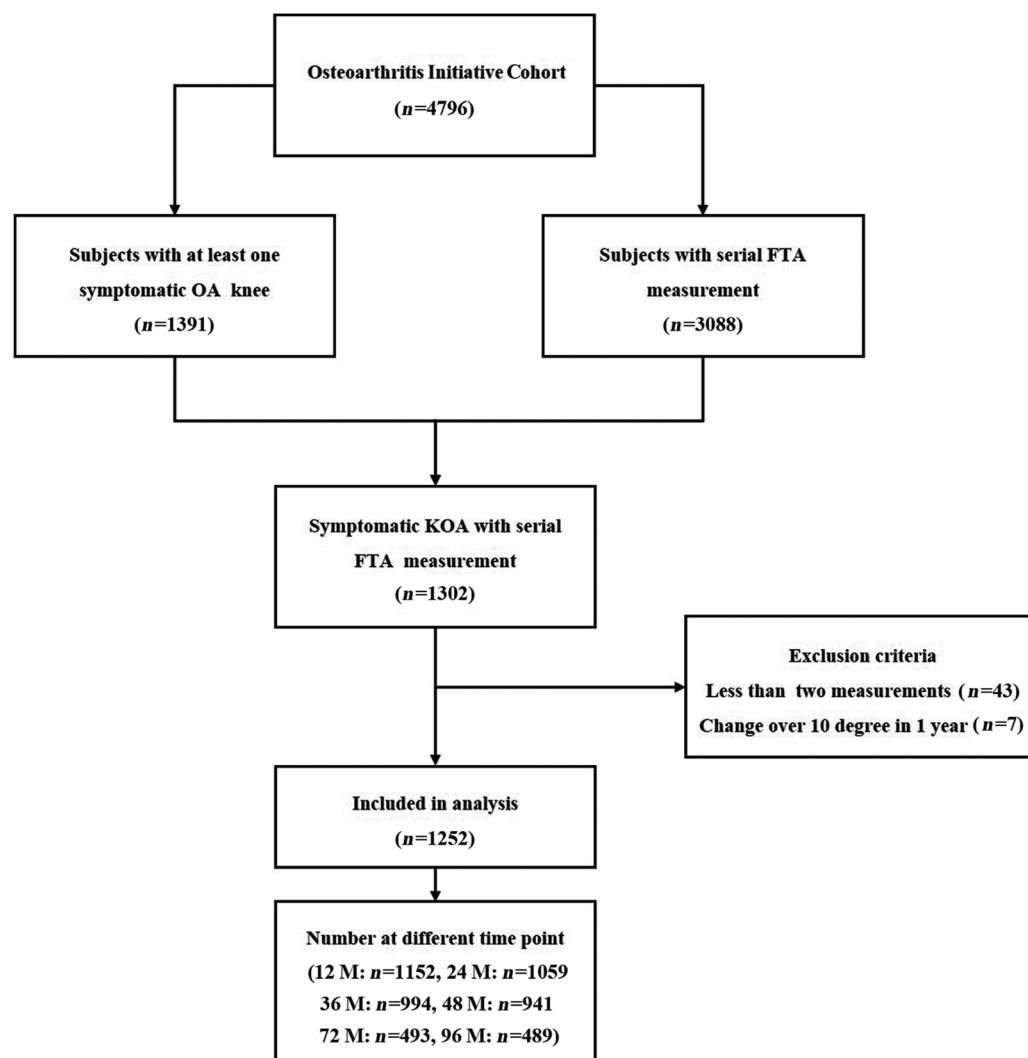 Osteoarthritis Initiative Cohort
(n=4796)
Subjects with at least one
symptomatic OA knee
(n=1391)
Subjects with serial FTA
measurement
(n=3088)
Symptomatic KOA with serial
FTA measurement
(n=1302)
Exclusion criteria
Less than two measurements (n=43)
Change over 10 degree in 1 year (n=7)
Included in analysis
(n=1252)
Number at different time point
(12 M: n=1152, 24 M: n=1059
36 M: n=994, 48 M: n=941
72 M: n=493, 96 M: n=489)